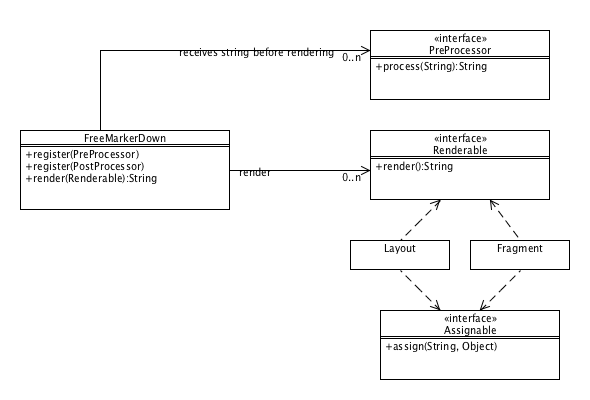 «interface»
PreProcessor
+process(String):String
receives string before rendering
0..n
FreeMarkerDown
+register(PreProcessor)
+register(PostProcessor)
+render(Renderable):String
render
0..n
«interface»
Renderable
+render():String
Layout
Fragment
«interface»
Assignable
+assign(String, Object)